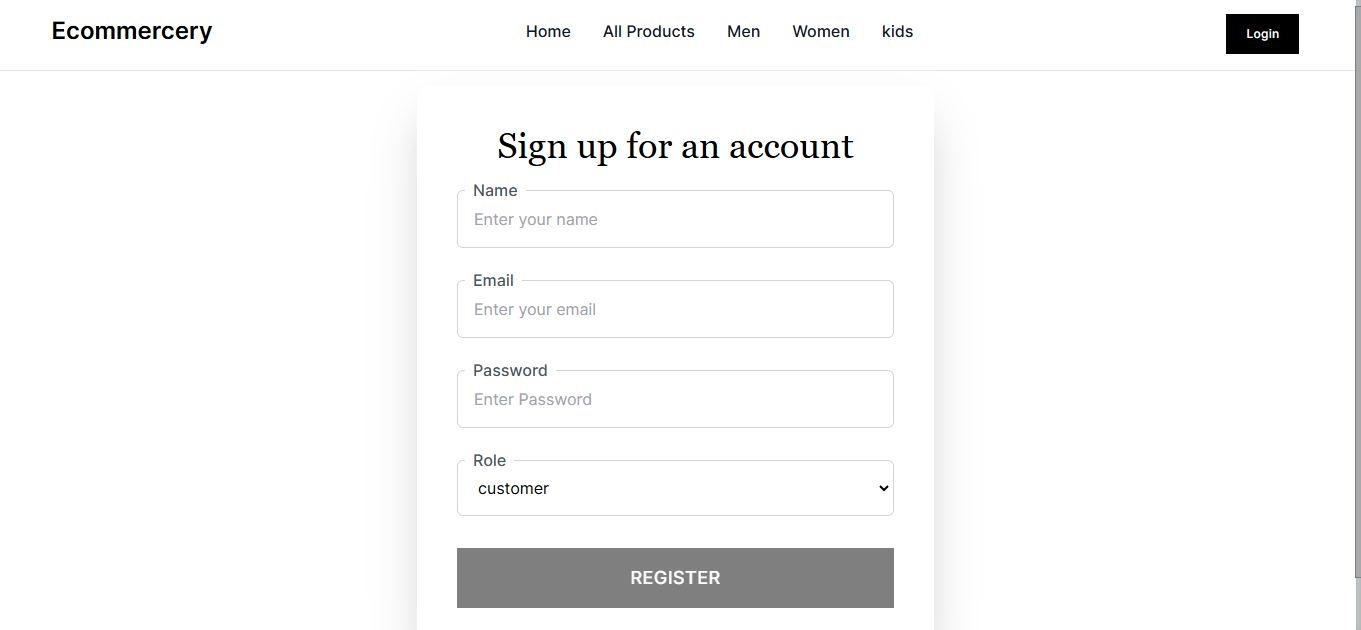 Ecommercery
Home All Products Men Women kids
Login
Sign up for an account
Name
Enter your name
Email
Enter your email
Password
Enter Password
Role
customer
REGISTER